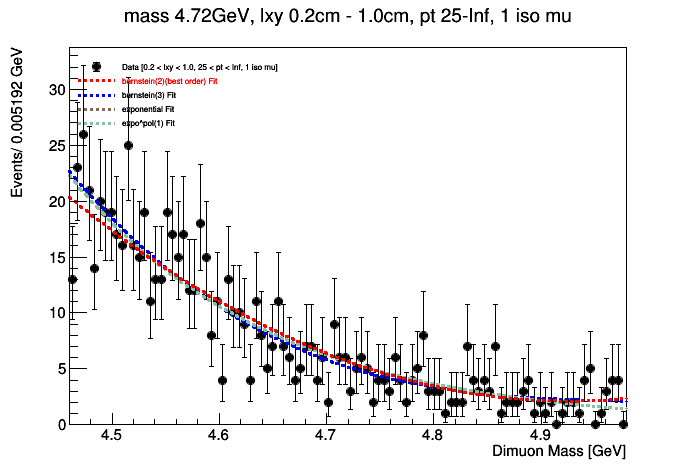 mass 4.72GeV, lxy 0.2cm - 1.0cm, pt 25-Inf, 1 iso mu
Events/ 0.005192 GeV
Data [0.2 < lxy < 1.0, 25 < pt < Inf, 1 iso mu]
bernstein(2)(best order) Fit
bernstein(3) Fit
exponential Fit
expo*pol(1) Fit
30
25
20
15
10
5
0
4.5 4.6 4.7 4.8 4.9
Dimuon Mass [GeV]